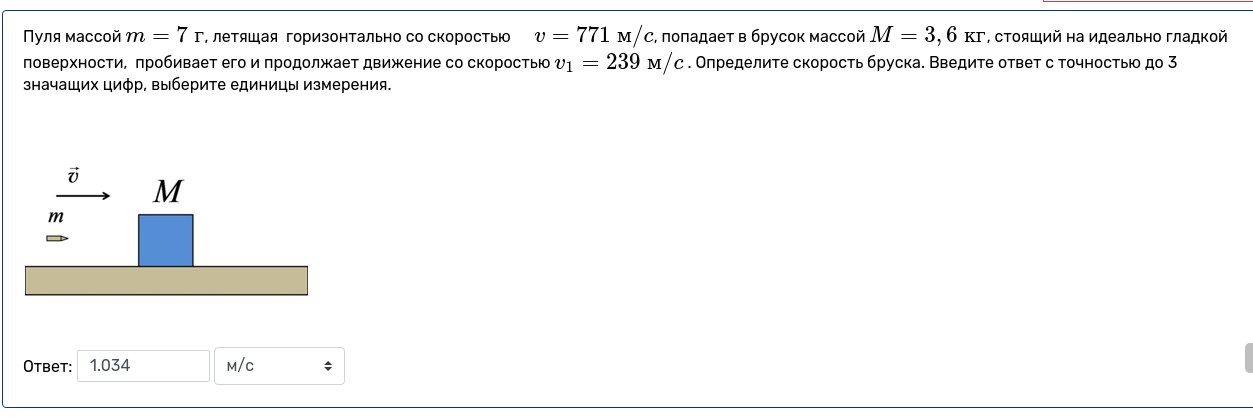 Пуля массой m = 7 г, летящая горизонтально со скоростью v = 771 м/с, попадает в брусок массой M = 3, 6 кг, стоящий на идеально гладкой
поверхности, пробивает его и продолжает движение со скоростью v₁ = 239 м/с. Определите скорость бруска. Введите ответ с точностью до 3
значащих цифр, выберите единицы измерения.
v⃗
M
m
Ответ: 1.034 м/с